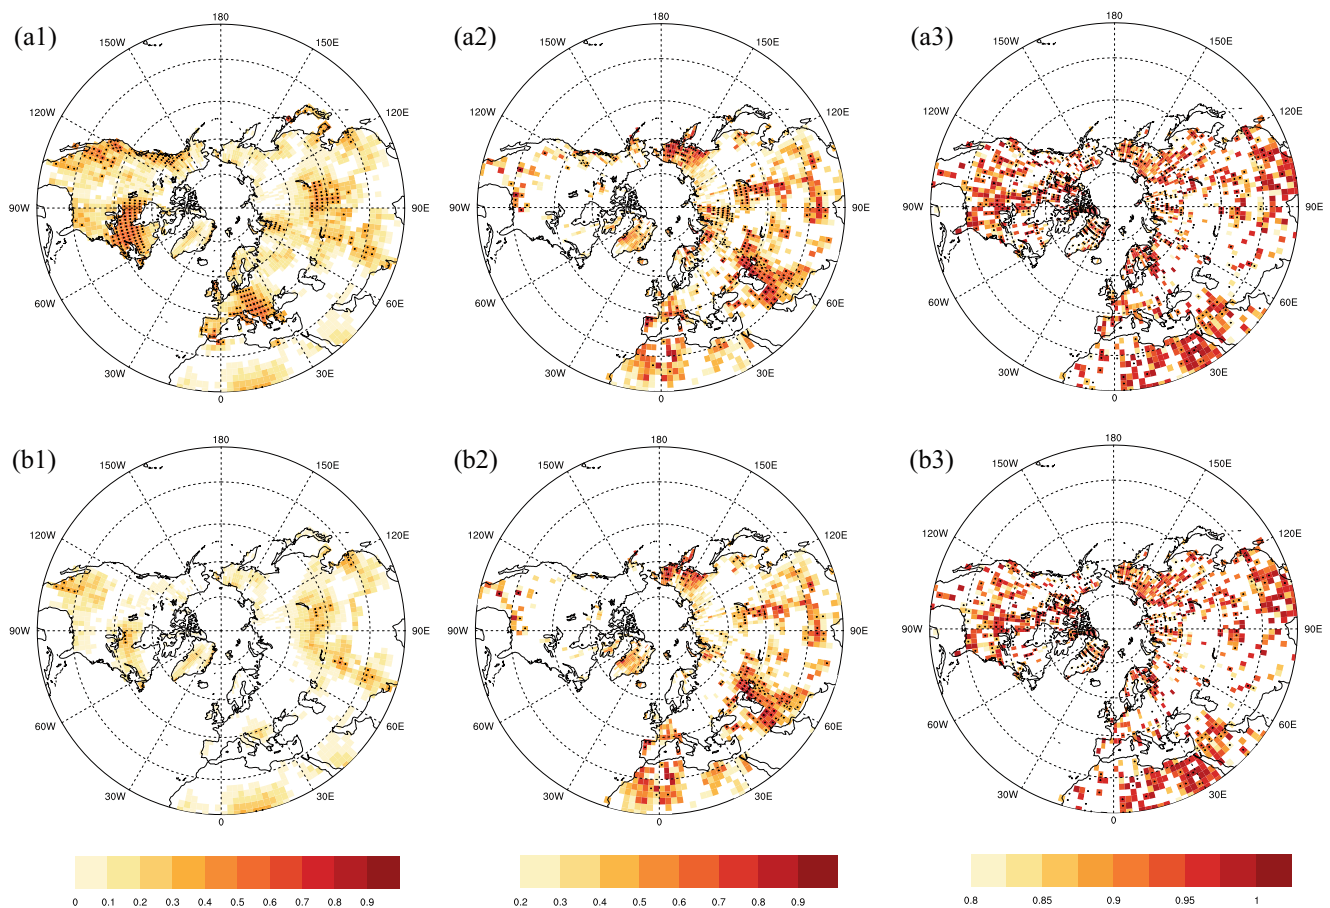 (a1) 180 150W 150E 120W 120E 90W 90E 60W 60E 30W 30E 0
(a2) 180 150W 150E 120W 120E 90W 90E 60W 60E 30W 30E 0
(a3) 180 150W 150E 120W 120E 90W 90E 60W 60E 30W 30E 0
(b1) 180 150W 150E 120W 120E 90W 90E 60W 60E 30W 30E 0
(b2) 180 150W 150E 120W 120E 90W 90E 60W 60E 30W 30E 0
(b3) 180 150W 150E 120W 120E 90W 90E 60W 60E 30W 30E 0
0 0.1 0.2 0.3 0.4 0.5 0.6 0.7 0.8 0.9
0.2 0.3 0.4 0.5 0.6 0.7 0.8 0.9
0.8 0.85 0.9 0.95 1